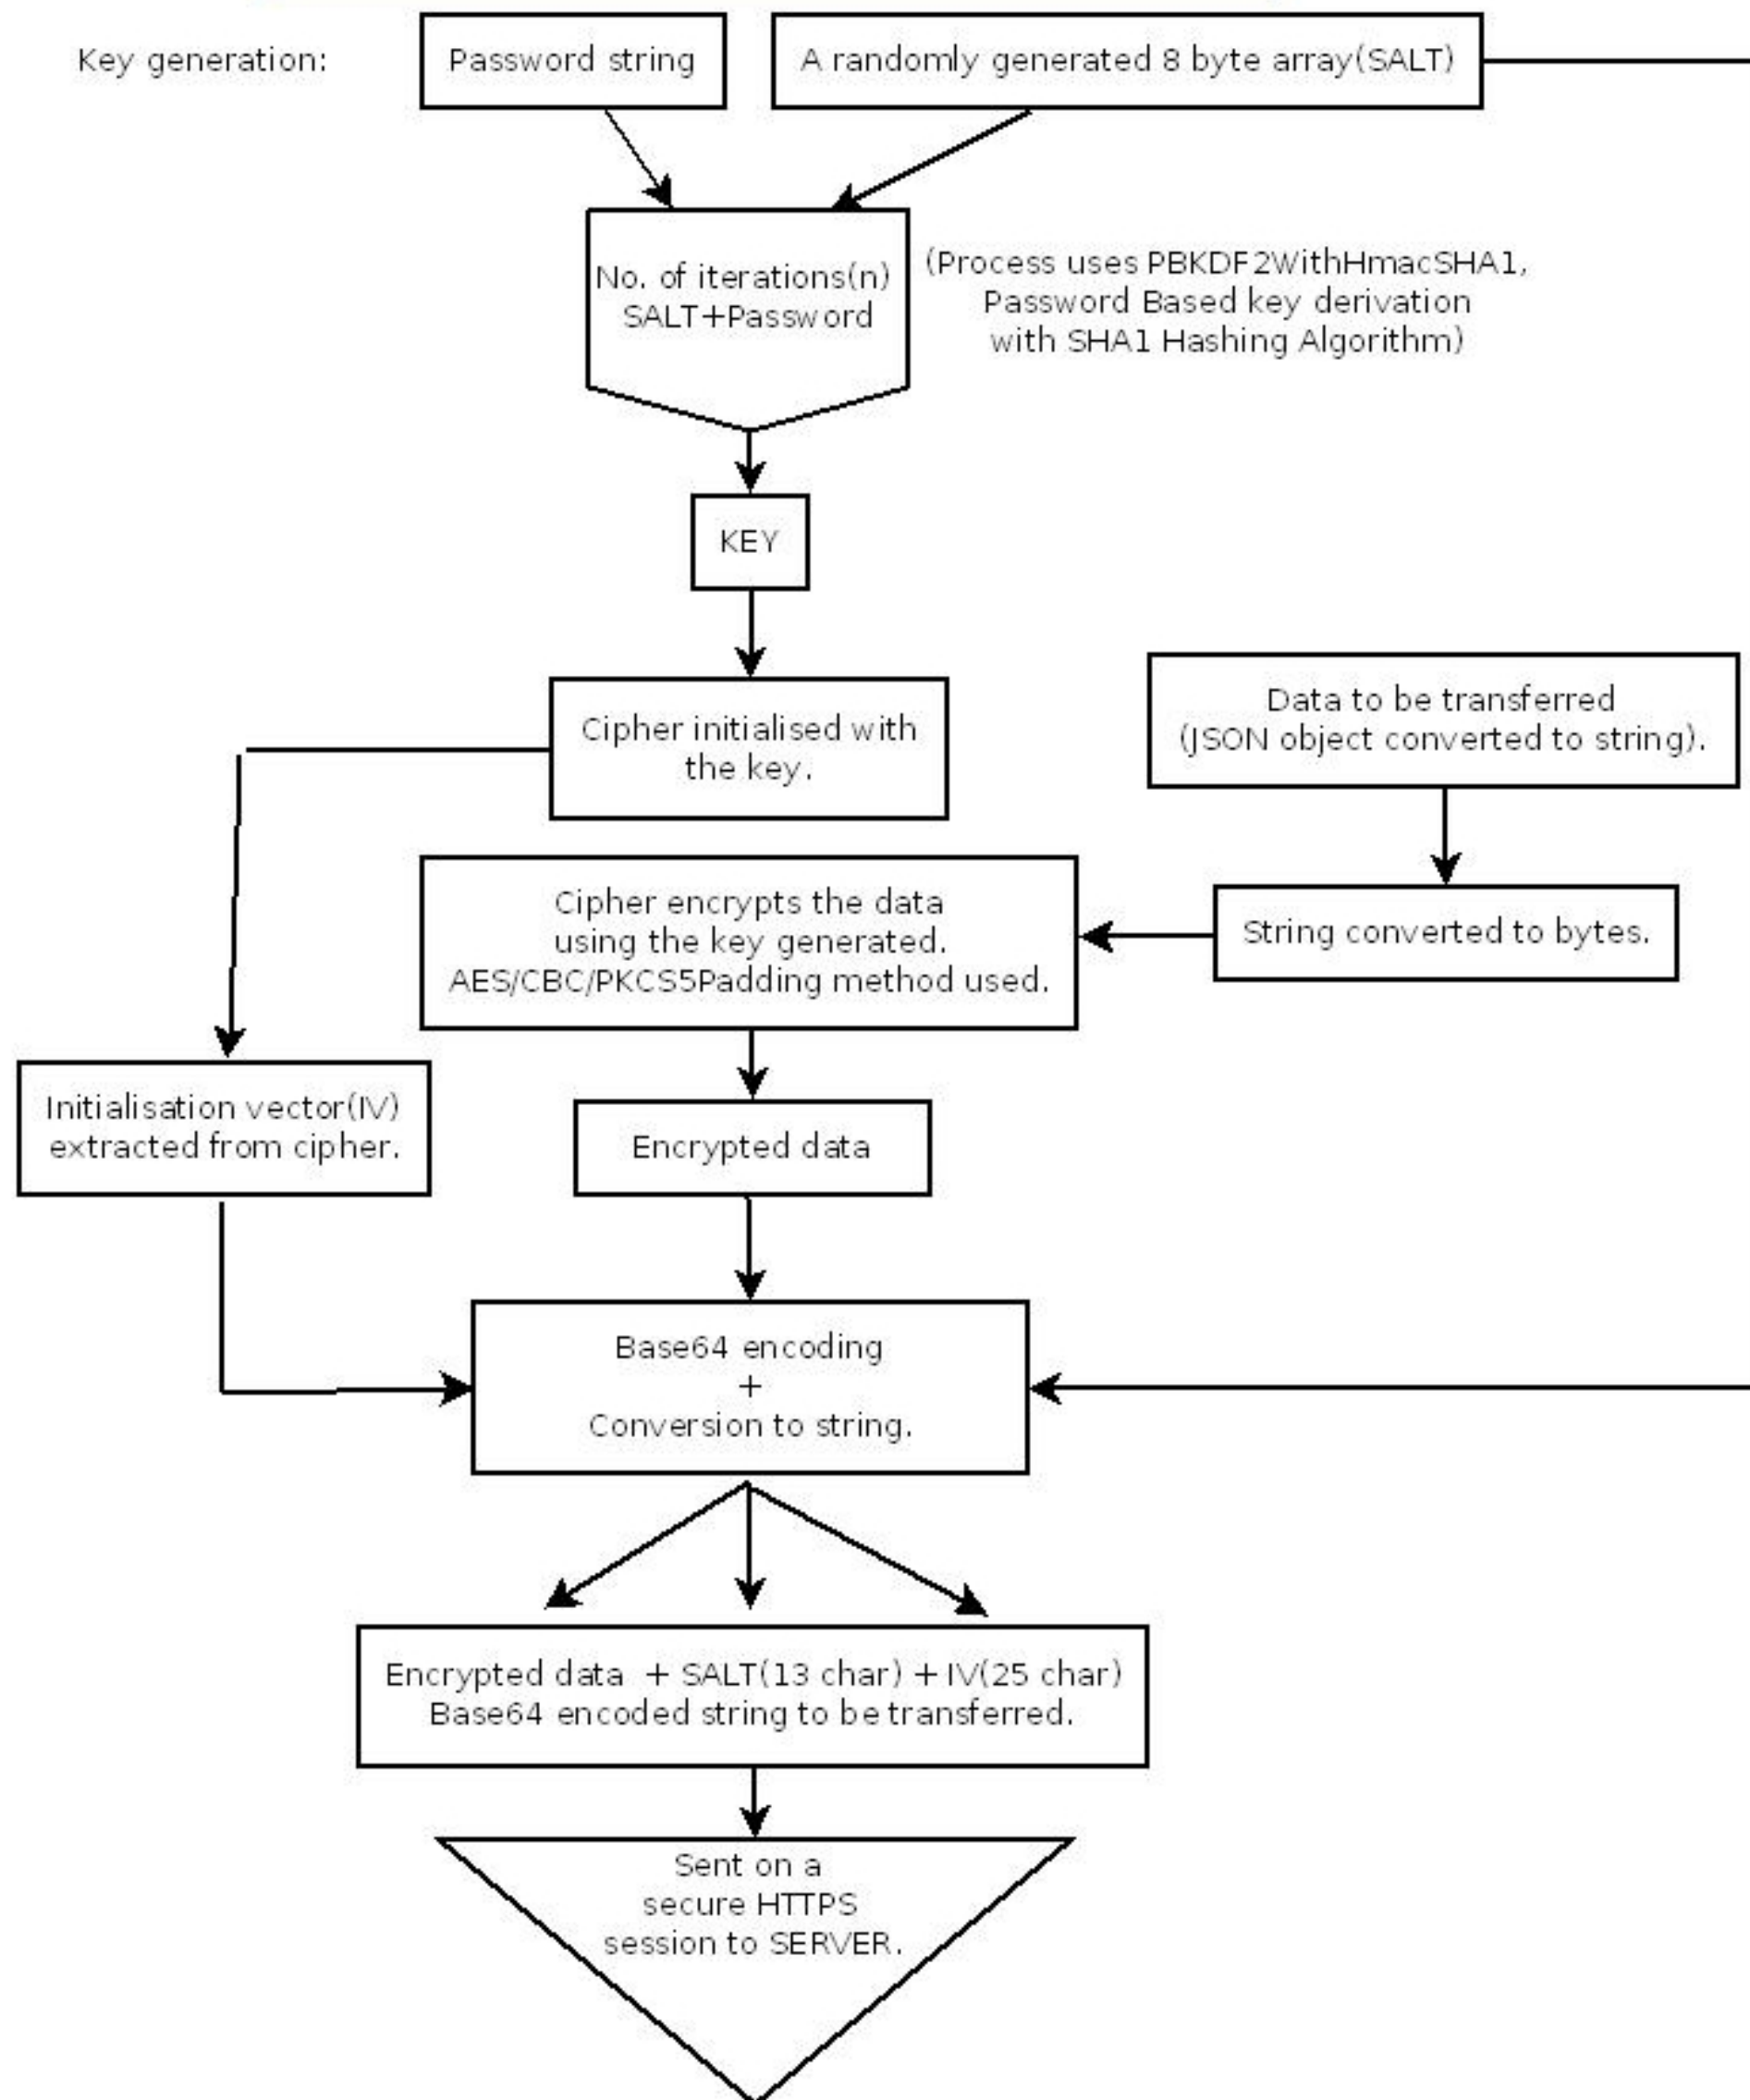 Key generation:
Password string
A randomly generated 8 byte array(SALT)
No. of iterations(n)
SALT+Password
(Process uses PBKDF2WithHmacSHA1,
Password Based key derivation
with SHA1 Hashing Algorithm)
KEY
Cipher initialised with
the key.
Data to be transferred
(JSON object converted to string).
Cipher encrypts the data
using the key generated.
AES/CBC/PKCS5Padding method used.
String converted to bytes.
Initialisation vector(IV)
extracted from cipher.
Encrypted data
Base64 encoding
+
Conversion to string.
Encrypted data + SALT(13 char) + IV(25 char)
Base64 encoded string to be transferred.
Sent on a
secure HTTPS
session to SERVER.